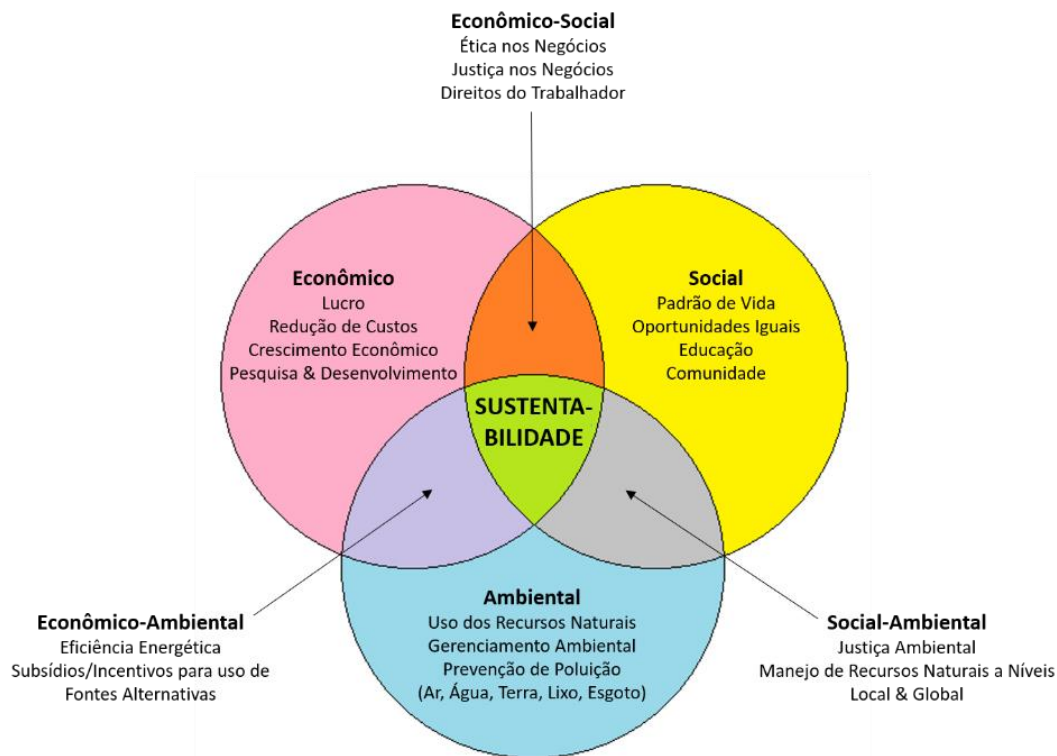 Econômico-Social
Ética nos Negócios
Justiça nos Negócios
Direitos do Trabalhador
Econômico
Lucro
Redução de Custos
Crescimento Econômico
Pesquisa & Desenvolvimento
Social
Padrão de Vida
Oportunidades Iguais
Educação
Comunidade
SUSTENTA-
BILIDADE
Econômico-Ambiental
Eficiência Energética
Subsídios/Incentivos para uso de
Fontes Alternativas
Ambiental
Uso dos Recursos Naturais
Gerenciamento Ambiental
Prevenção de Poluição
(Ar, Água, Terra, Lixo, Esgoto)
Social-Ambiental
Justiça Ambiental
Manejo de Recursos Naturais a Níveis
Local & Global